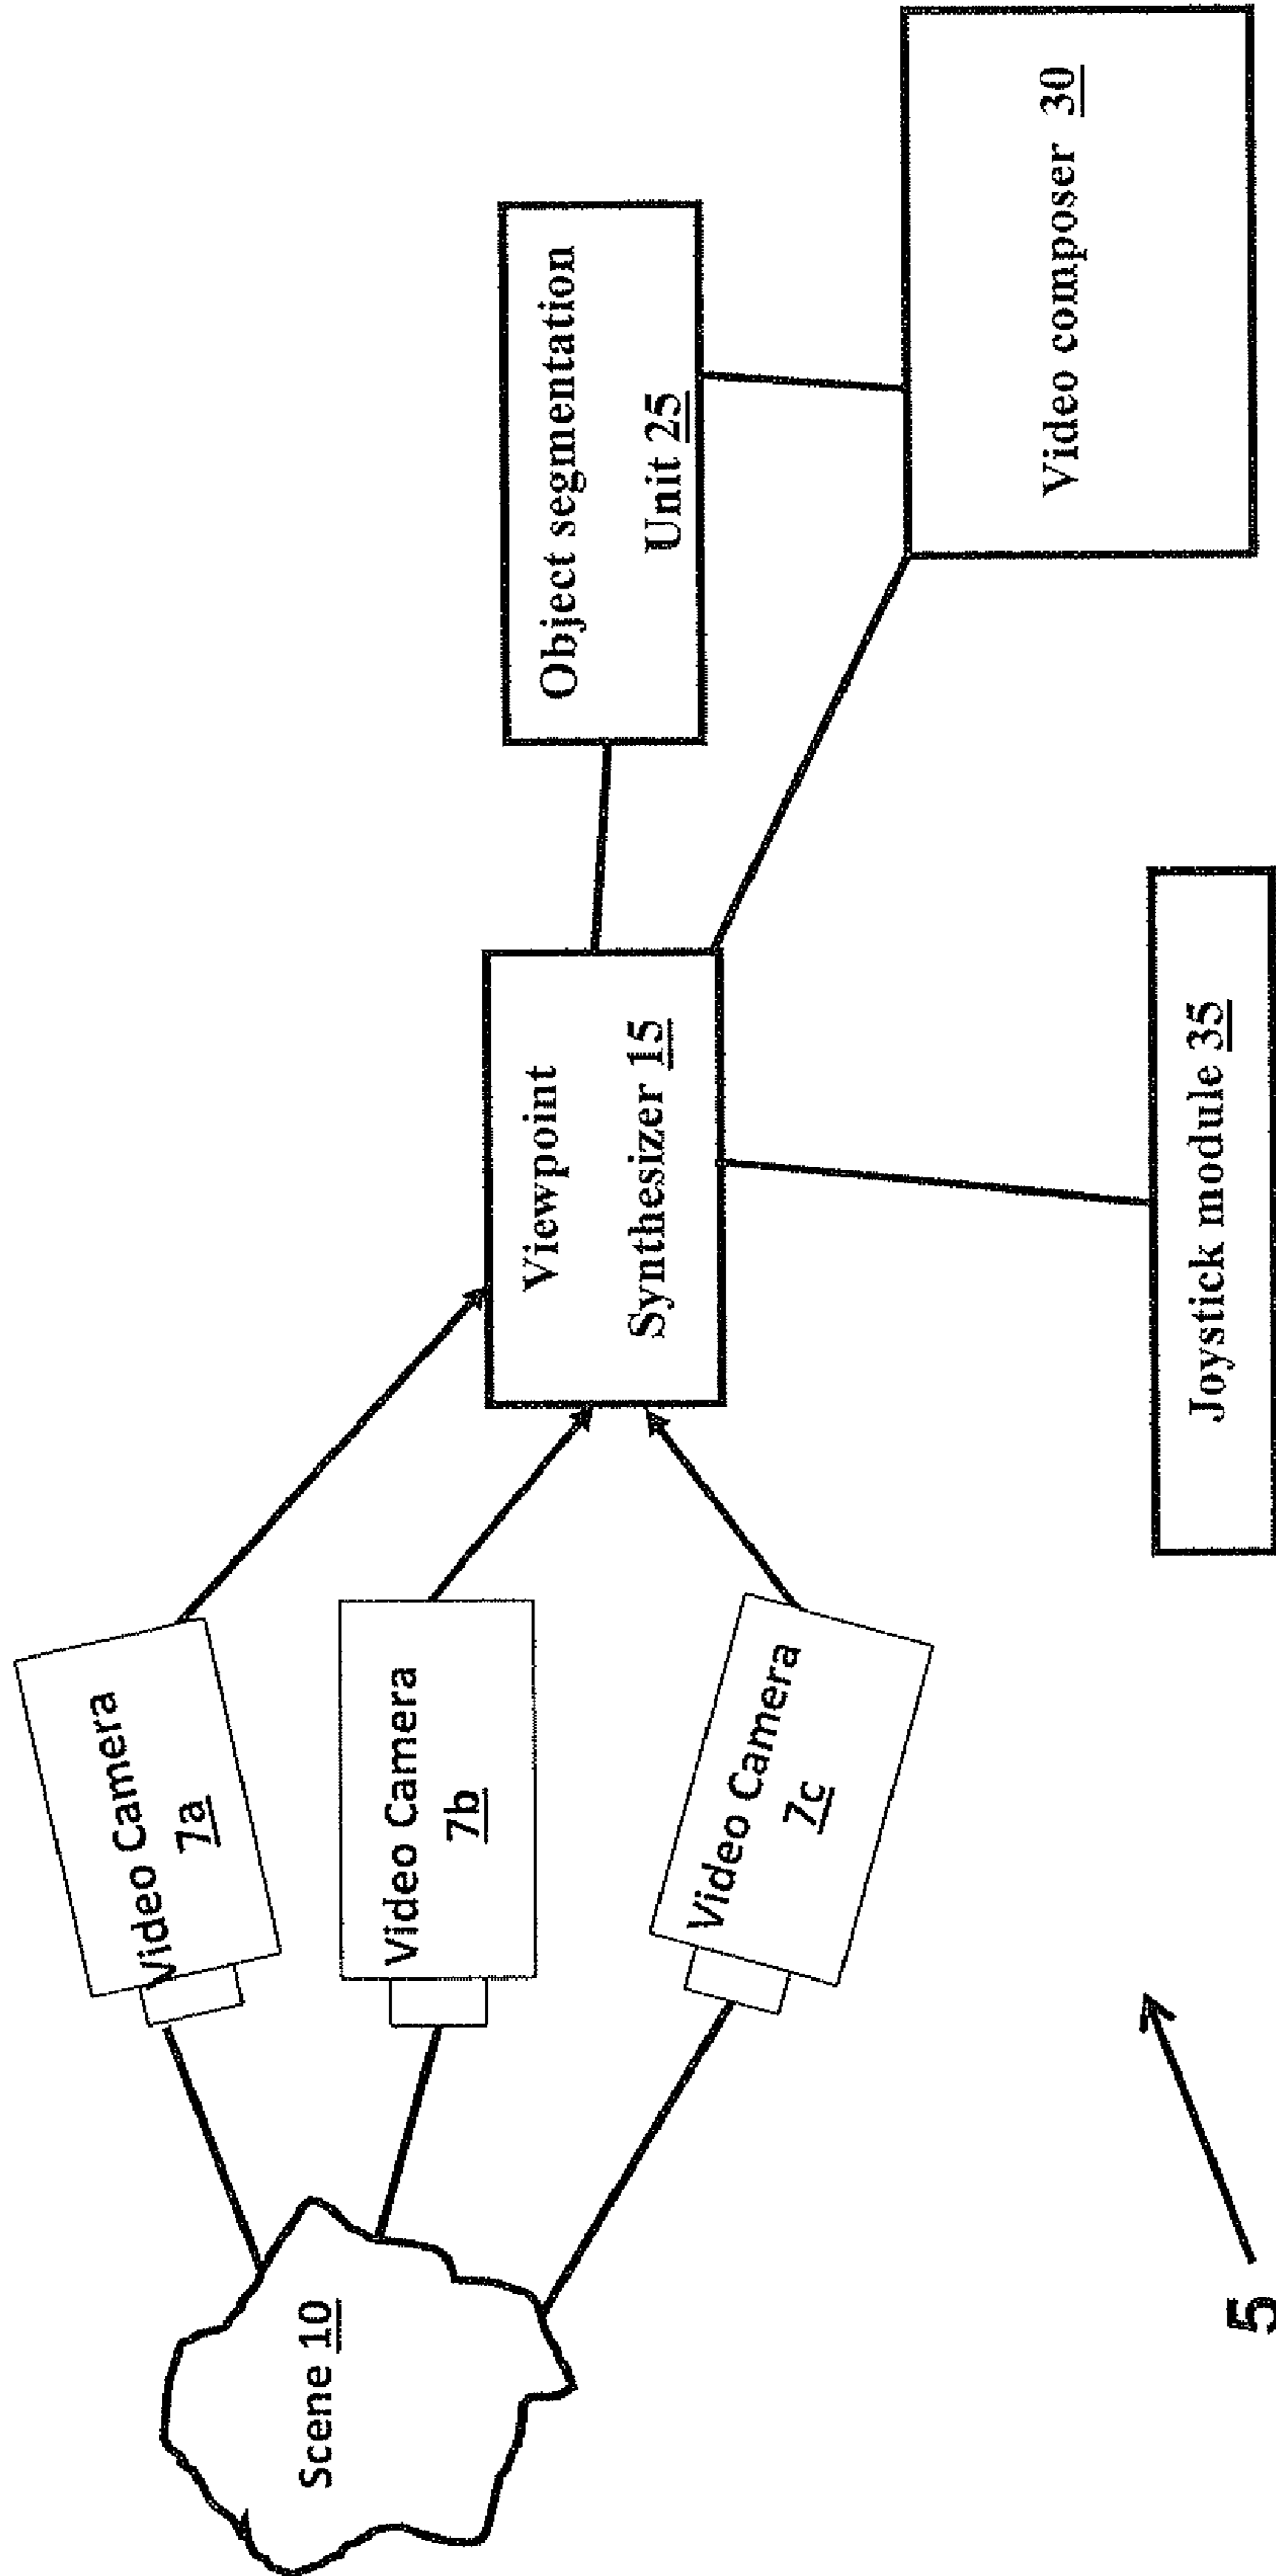 Scene 10
Video Camera
7a
Video Camera
7b
Video Camera
7c
Viewpoint
Synthesizer 15
Object segmentation
Unit 25
Video composer 30
Joystick module 35
5